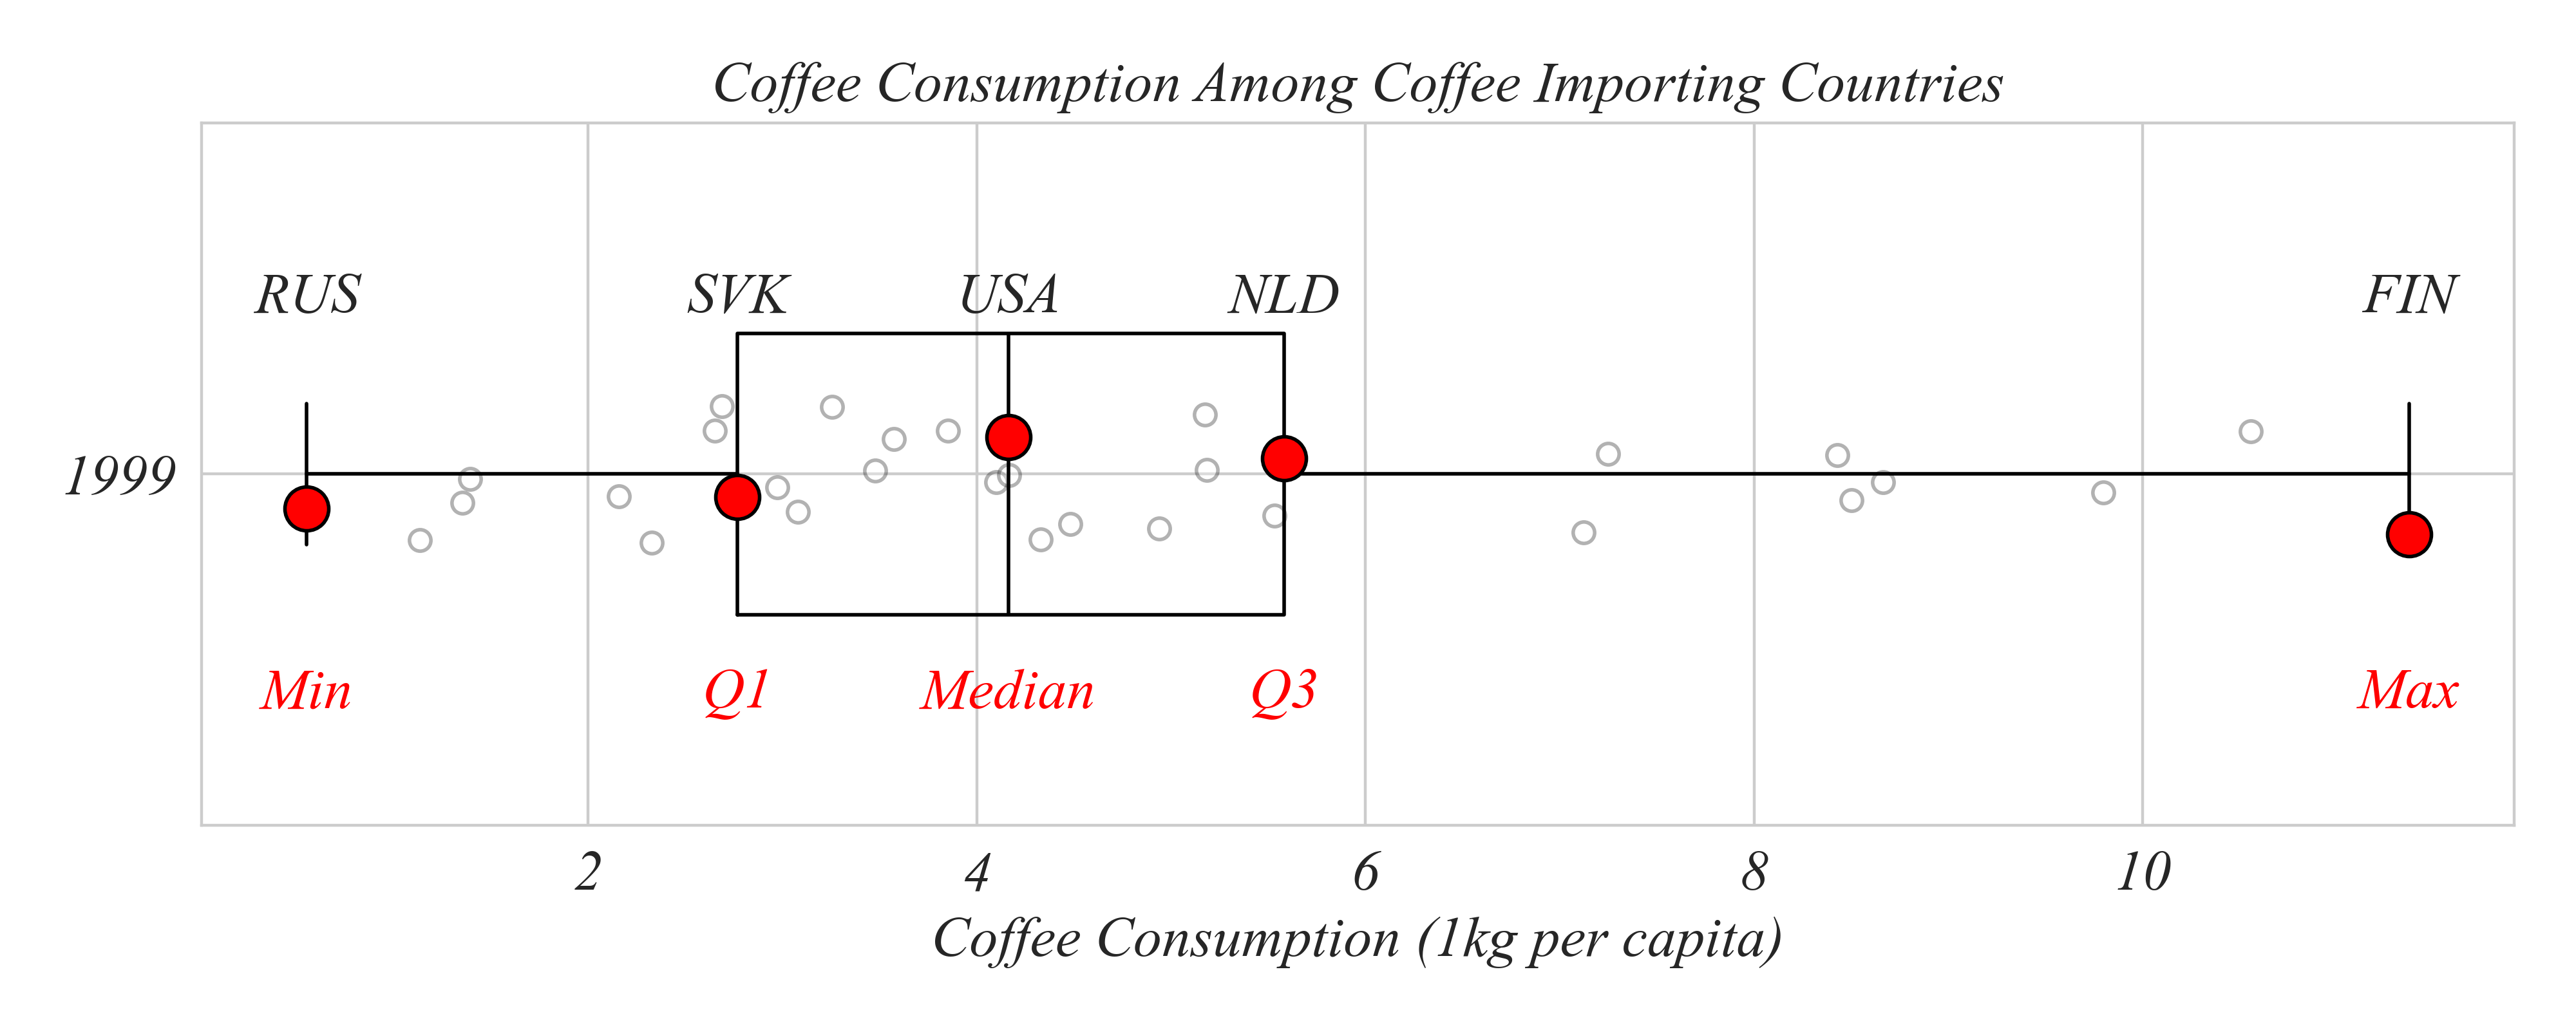 Coffee Consumption Among Coffee Importing Countries
RUS SVK USA NLD FIN
1999
Min Q1 Median Q3 Max
2 4 6 8 10
Coffee Consumption (1kg per capita)